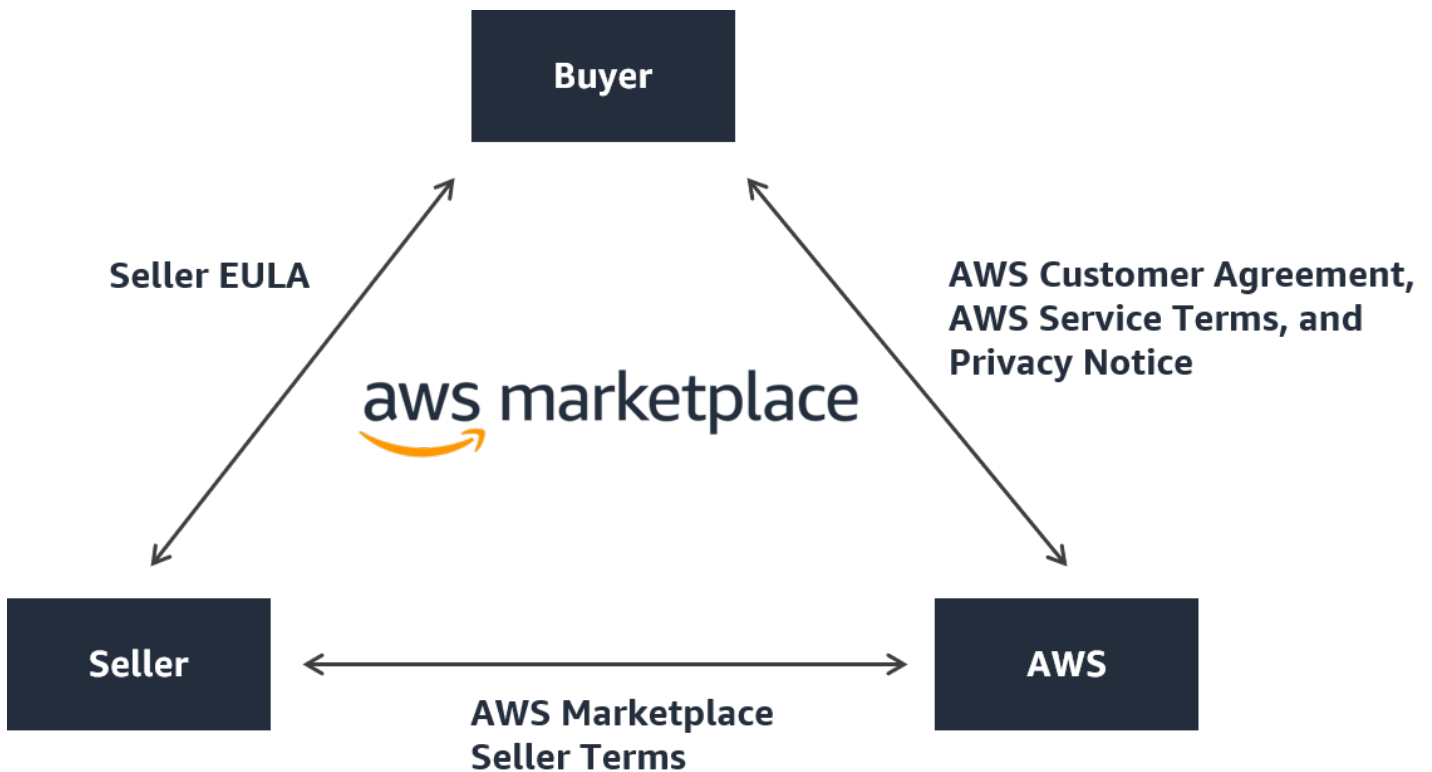 Buyer
Seller EULA
AWS Customer Agreement,
AWS Service Terms, and
Privacy Notice
aws marketplace
Seller
AWS
AWS Marketplace
Seller Terms